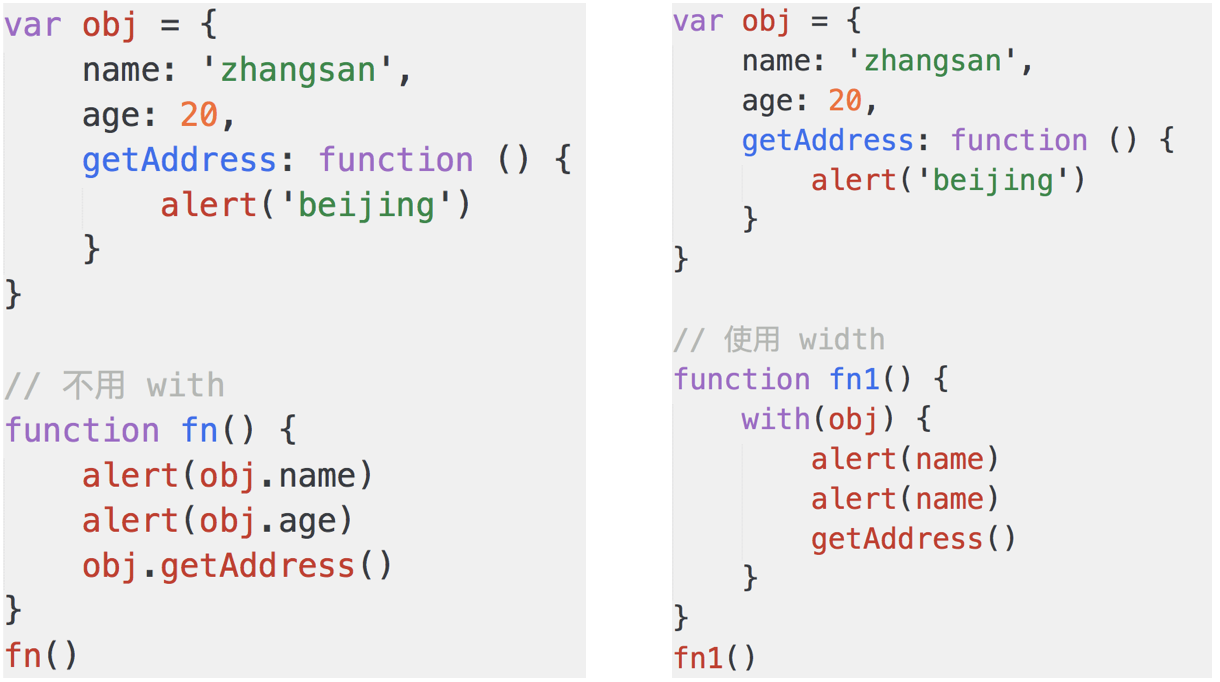 var obj = {
    name: 'zhangsan',
    age: 20,
    getAddress: function () {
        alert('beijing')
    }
}

// 不用 with
function fn() {
    alert(obj.name)
    alert(obj.age)
    obj.getAddress()
}
fn()

var obj = {
    name: 'zhangsan',
    age: 20,
    getAddress: function () {
        alert('beijing')
    }
}

// 使用 width
function fn1() {
    with(obj) {
        alert(name)
        alert(name)
        getAddress()
    }
}
fn1()